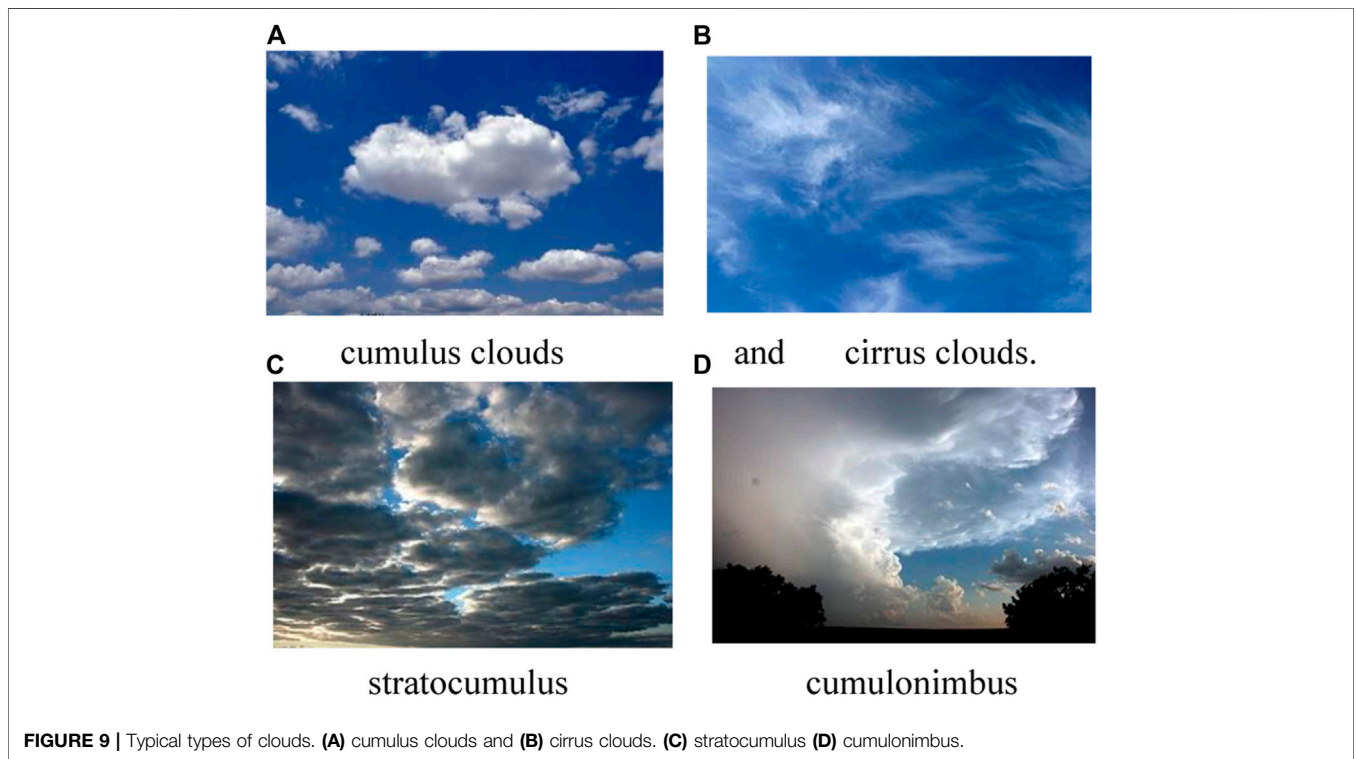 A
B
cumulus clouds
and cirrus clouds.
C
D
stratocumulus
cumulonimbus
FIGURE 9 | Typical types of clouds. (A) cumulus clouds and (B) cirrus clouds. (C) stratocumulus (D) cumulonimbus.